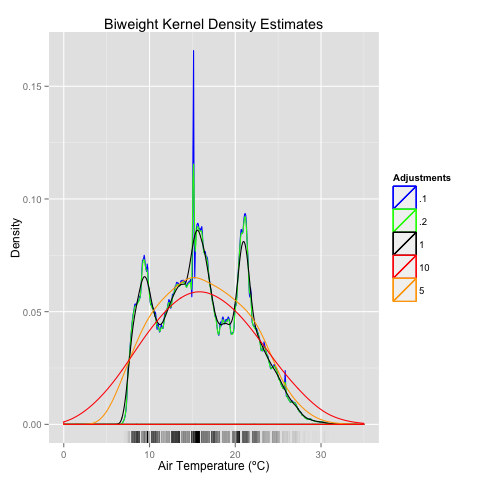 Biweight Kernel Density Estimates
Density
0.15
0.10
0.05
0.00
0 10 20 30
Air Temperature (°C)
Adjustments
.1
.2
1
10
5